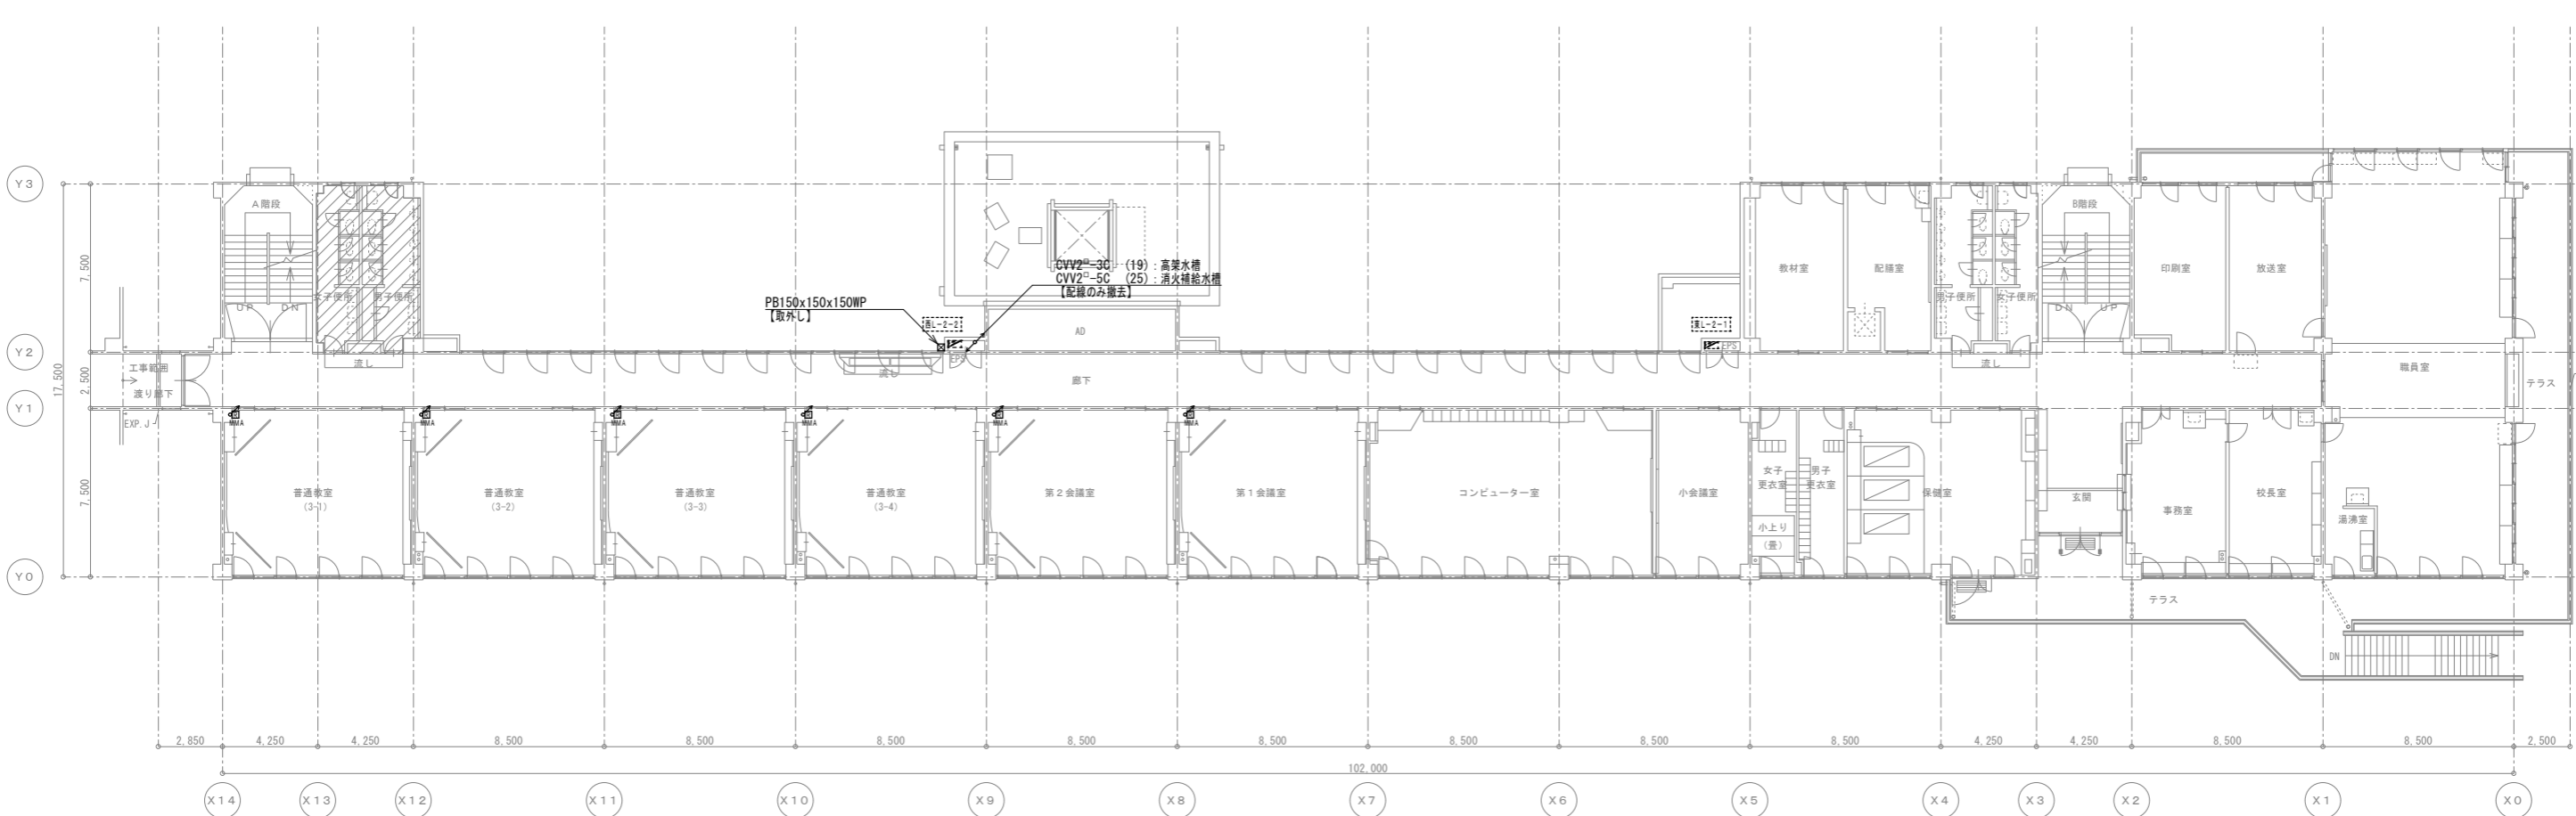 Y3
A階段
女子便所
男子便所
UP
DN
7,500
CVV2□-3C (19):高架水槽
CVV2□-5C (25):消火補給水槽
【配線のみ撤去】
PB150x150x150WP
【取外し】
西L-2-2
EPS
AD
東L-2-1
EPS
教材室
配膳室
男子便所
女子便所
B階段
DN
UP
印刷室
放送室
Y2
工事範囲
渡り廊下
流し
流し
廊下
流し
職員室
テラス
2,500
17,500
Y1
EXP.J
MMA
MMA
MMA
MMA
MMA
MMA
7,500
普通教室
(3-1)
普通教室
(3-2)
普通教室
(3-3)
普通教室
(3-4)
第2会議室
第1会議室
コンピューター室
小会議室
女子
更衣室
男子
更衣室
小上り
(畳)
保健室
玄関
事務室
校長室
湯沸室
Y0
テラス
DN
2,850
4,250
4,250
8,500
8,500
8,500
8,500
8,500
8,500
8,500
8,500
4,250
4,250
8,500
8,500
2,500
102,000
X14
X13
X12
X11
X10
X9
X8
X7
X6
X5
X4
X3
X2
X1
X0